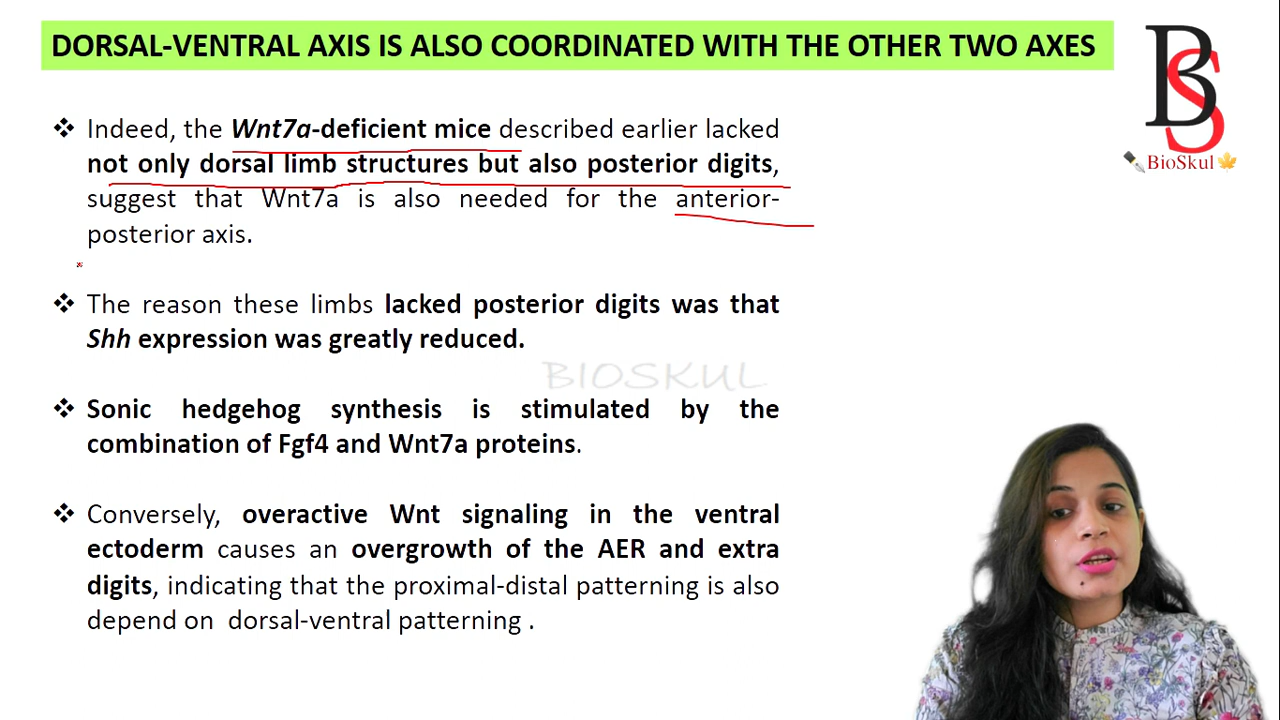 DORSAL-VENTRAL AXIS IS ALSO COORDINATED WITH THE OTHER TWO AXES
BS
BioSkul
❖ Indeed, the Wnt7a-deficient mice described earlier lacked
not only dorsal limb structures but also posterior digits,
suggest that Wnt7a is also needed for the anterior-
posterior axis.
❖ The reason these limbs lacked posterior digits was that
Shh expression was greatly reduced.
BIOSKUL
❖ Sonic hedgehog synthesis is stimulated by the
combination of Fgf4 and Wnt7a proteins.
❖ Conversely, overactive Wnt signaling in the ventral
ectoderm causes an overgrowth of the AER and extra
digits, indicating that the proximal-distal patterning is also
depend on dorsal-ventral patterning .